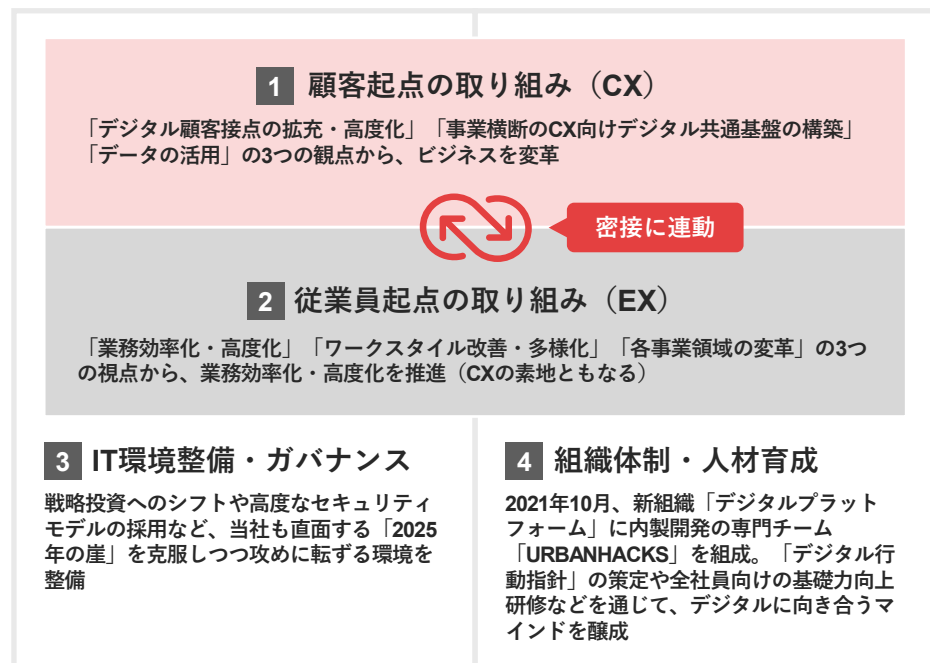 1 顧客起点の取り組み（CX）
「デジタル顧客接点の拡充・高度化」「事業横断のCX向けデジタル共通基盤の構築」
「データの活用」の3つの観点から、ビジネスを変革
密接に連動
2 従業員起点の取り組み（EX）
「業務効率化・高度化」「ワークスタイル改善・多様化」「各事業領域の変革」の3つ
の視点から、業務効率化・高度化を推進（CXの素地ともなる）
3 IT環境整備・ガバナンス
戦略投資へのシフトや高度なセキュリティ
モデルの採用など、当社も直面する「2025
年の崖」を克服しつつ攻めに転ずる環境を
整備
4 組織体制・人材育成
2021年10月、新組織「デジタルプラット
フォーム」に内製開発の専門チーム
「URBANHACKS」を組成。「デジタル行
動指針」の策定や全社員向けの基礎力向上
研修などを通じて、デジタルに向き合うマ
インドを醸成